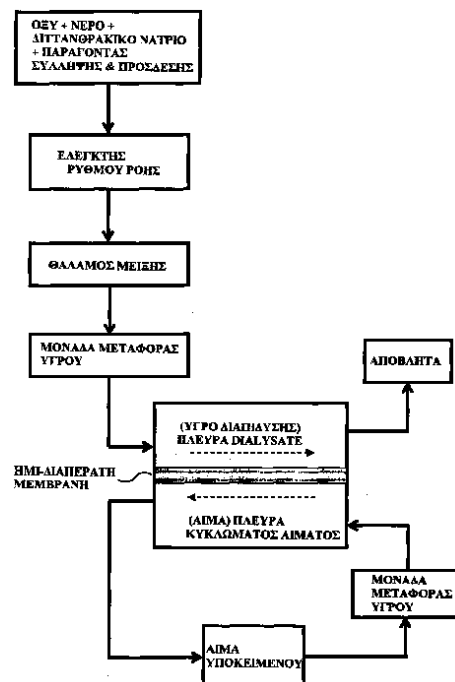 ΟΞΥ + ΝΕΡΟ +
ΔΙΤΤΑΝΘΡΑΚΙΚΟ ΝΑΤΡΙΟ
+ ΠΑΡΑΓΟΝΤΑΣ
ΣΥΛΛΗΨΗΣ & ΠΡΟΣΔΕΣΗΣ
ΕΛΕΓΚΤΗΣ
ΡΥΘΜΟΥ ΡΟΗΣ
ΘΑΛΑΜΟΣ ΜΕΙΞΗΣ
ΜΟΝΑΔΑ ΜΕΤΑΦΟΡΑΣ
ΥΓΡΟΥ
ΑΠΟΒΛΗΤΑ
(ΥΓΡΟ ΔΙΑΠΙΔΥΣΗΣ)
ΠΛΕΥΡΑ DIALYSATE
ΗΜΙ-ΔΙΑΠΕΡΑΤΗ
ΜΕΜΒΡΑΝΗ
(ΑΙΜΑ) ΠΛΕΥΡΑ
ΚΥΚΛΩΜΑΤΟΣ ΑΙΜΑΤΟΣ
ΜΟΝΑΔΑ
ΜΕΤΑΦΟΡΑΣ
ΥΓΡΟΥ
ΑΙΜΑ
ΥΠΟΚΕΙΜΕΝΟΥ